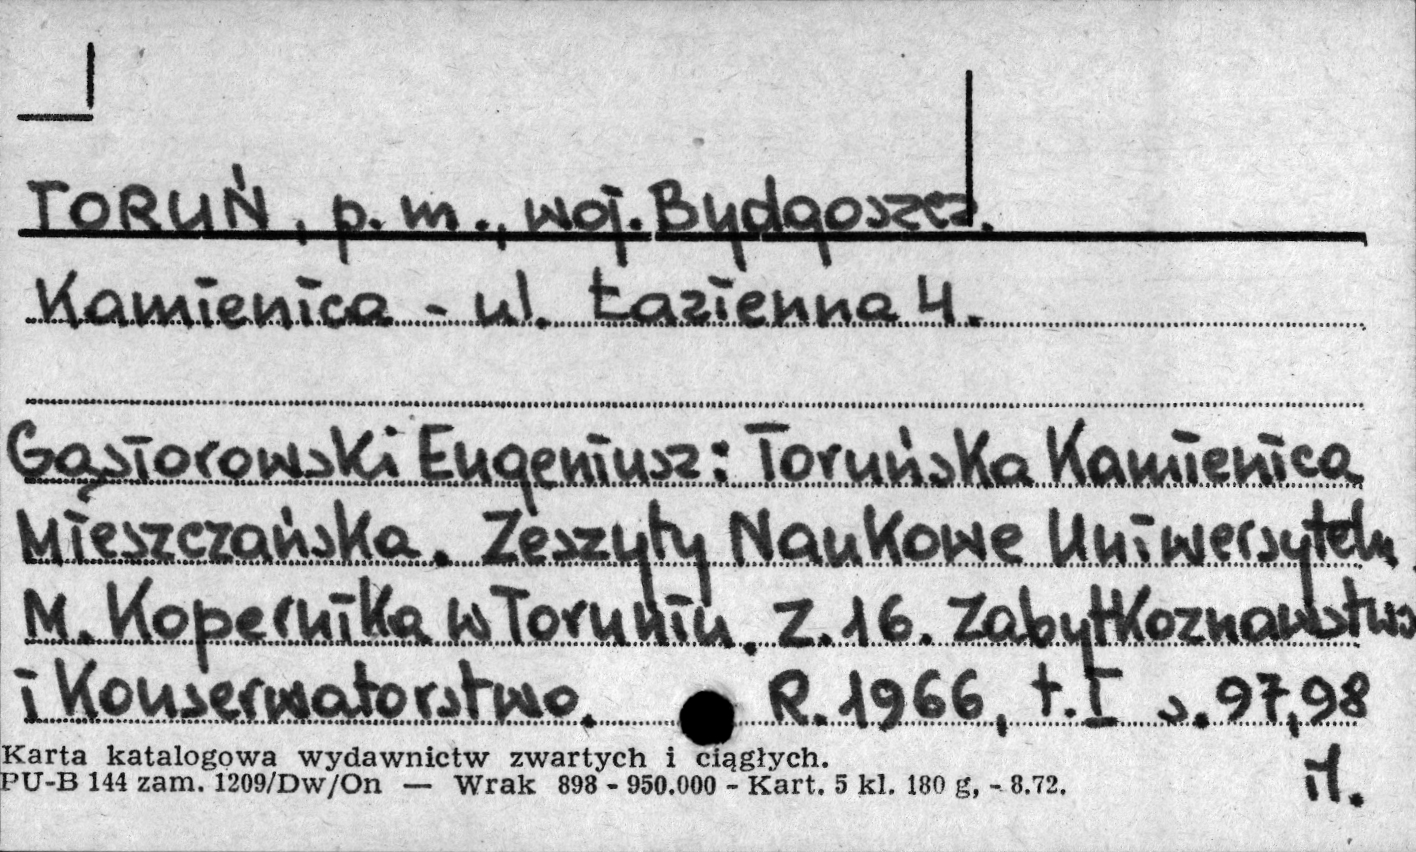 TORUŃ, p. m., woj. Bydgoszcz.
Kamienica - ul. Łazienna 4.
Gąsiorowski Eugeniusz: Toruńska Kamienica
Mieszczańska. Zeszyty Naukowe Uniwersytetu
M. Kopernika w Toruniu. Z. 16. Zabytkoznawstwo
i Konserwatorstwo. R. 1966, t. I s. 97,98
il.
Karta katalogowa wydawnictw zwartych i ciągłych.
PU-B 144 zam. 1209/Dw/On — Wrak 898 - 950.000 - Kart. 5 kl. 180 g, - 8.72.